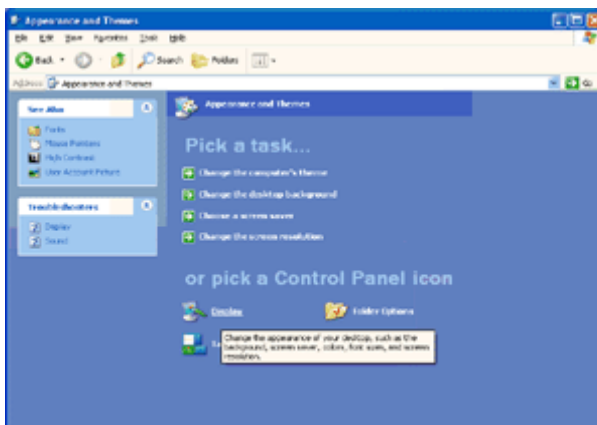 Appearance and Themes
File Edit View Favorites Tools Help
Back Search Folders
Address Appearance and Themes Go
See Also
Fonts
Mouse Pointers
High Contrast
User Account Picture
Troubleshooters
Display
Sound
Appearance and Themes
Pick a task...
Change the computer's theme
Change the desktop background
Choose a screen saver
Change the screen resolution
or pick a Control Panel icon
Display Folder Options
Change the appearance of your desktop, such as the
background, screen saver, colors, font sizes, and screen
resolution.